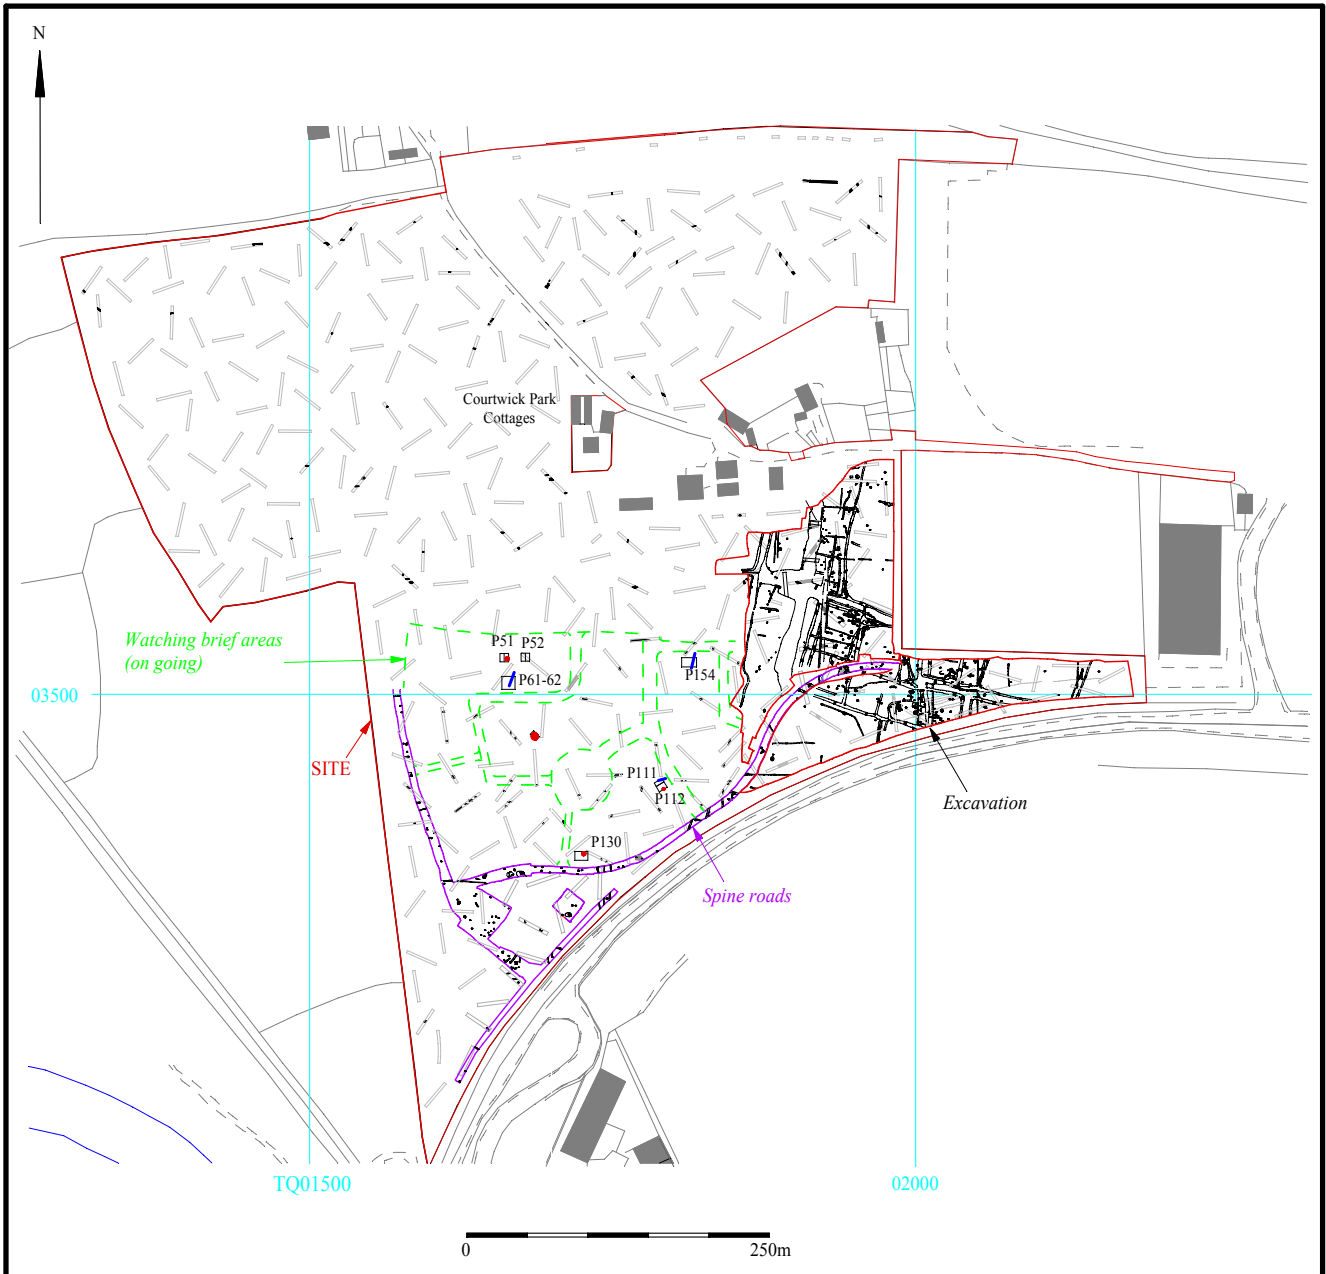 N
Courtwick Park
Cottages
Watching brief areas
(on going)
P51
P52
P154
P61-62
03500
SITE
P111
P112
Excavation
P130
Spine roads
TQ01500
02000
0
250m